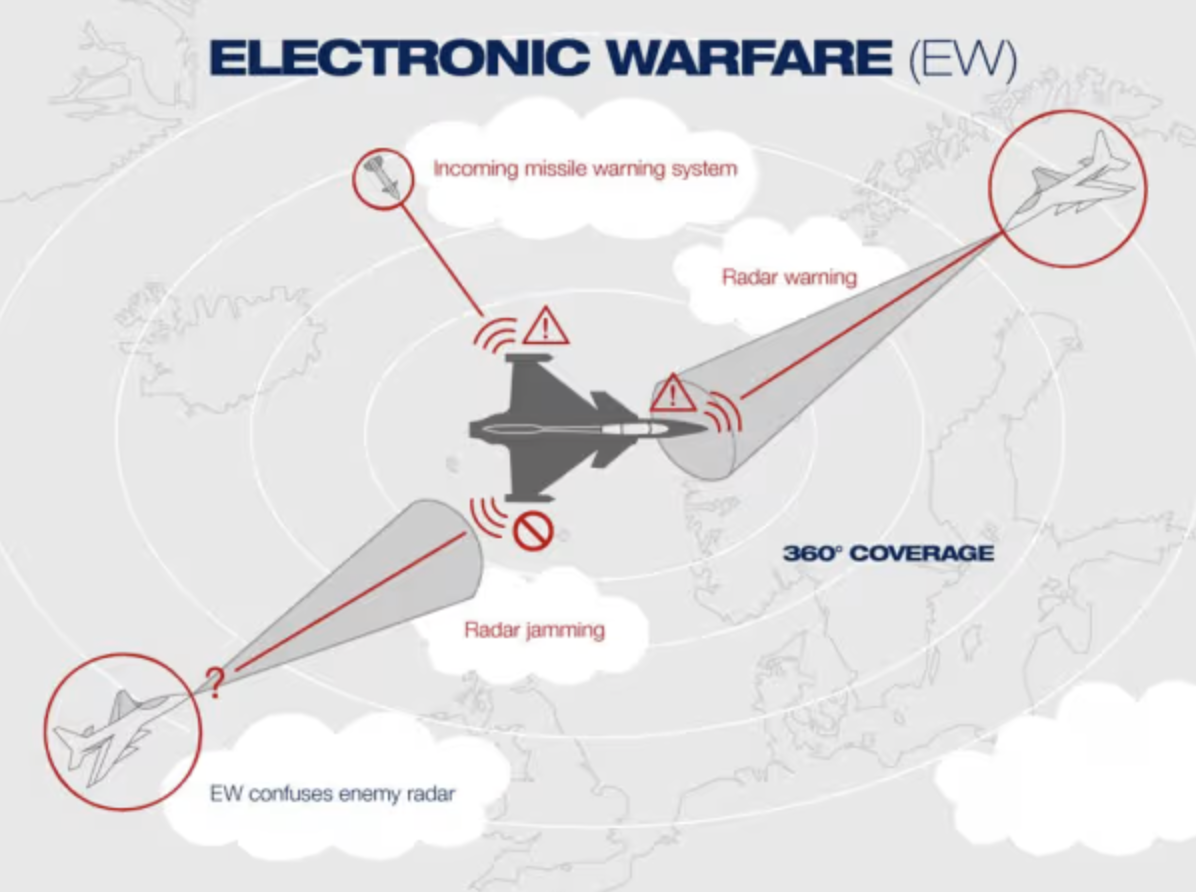 ELECTRONIC WARFARE (EW)
Incoming missile warning system
Radar warning
360° COVERAGE
Radar jamming
?
EW confuses enemy radar